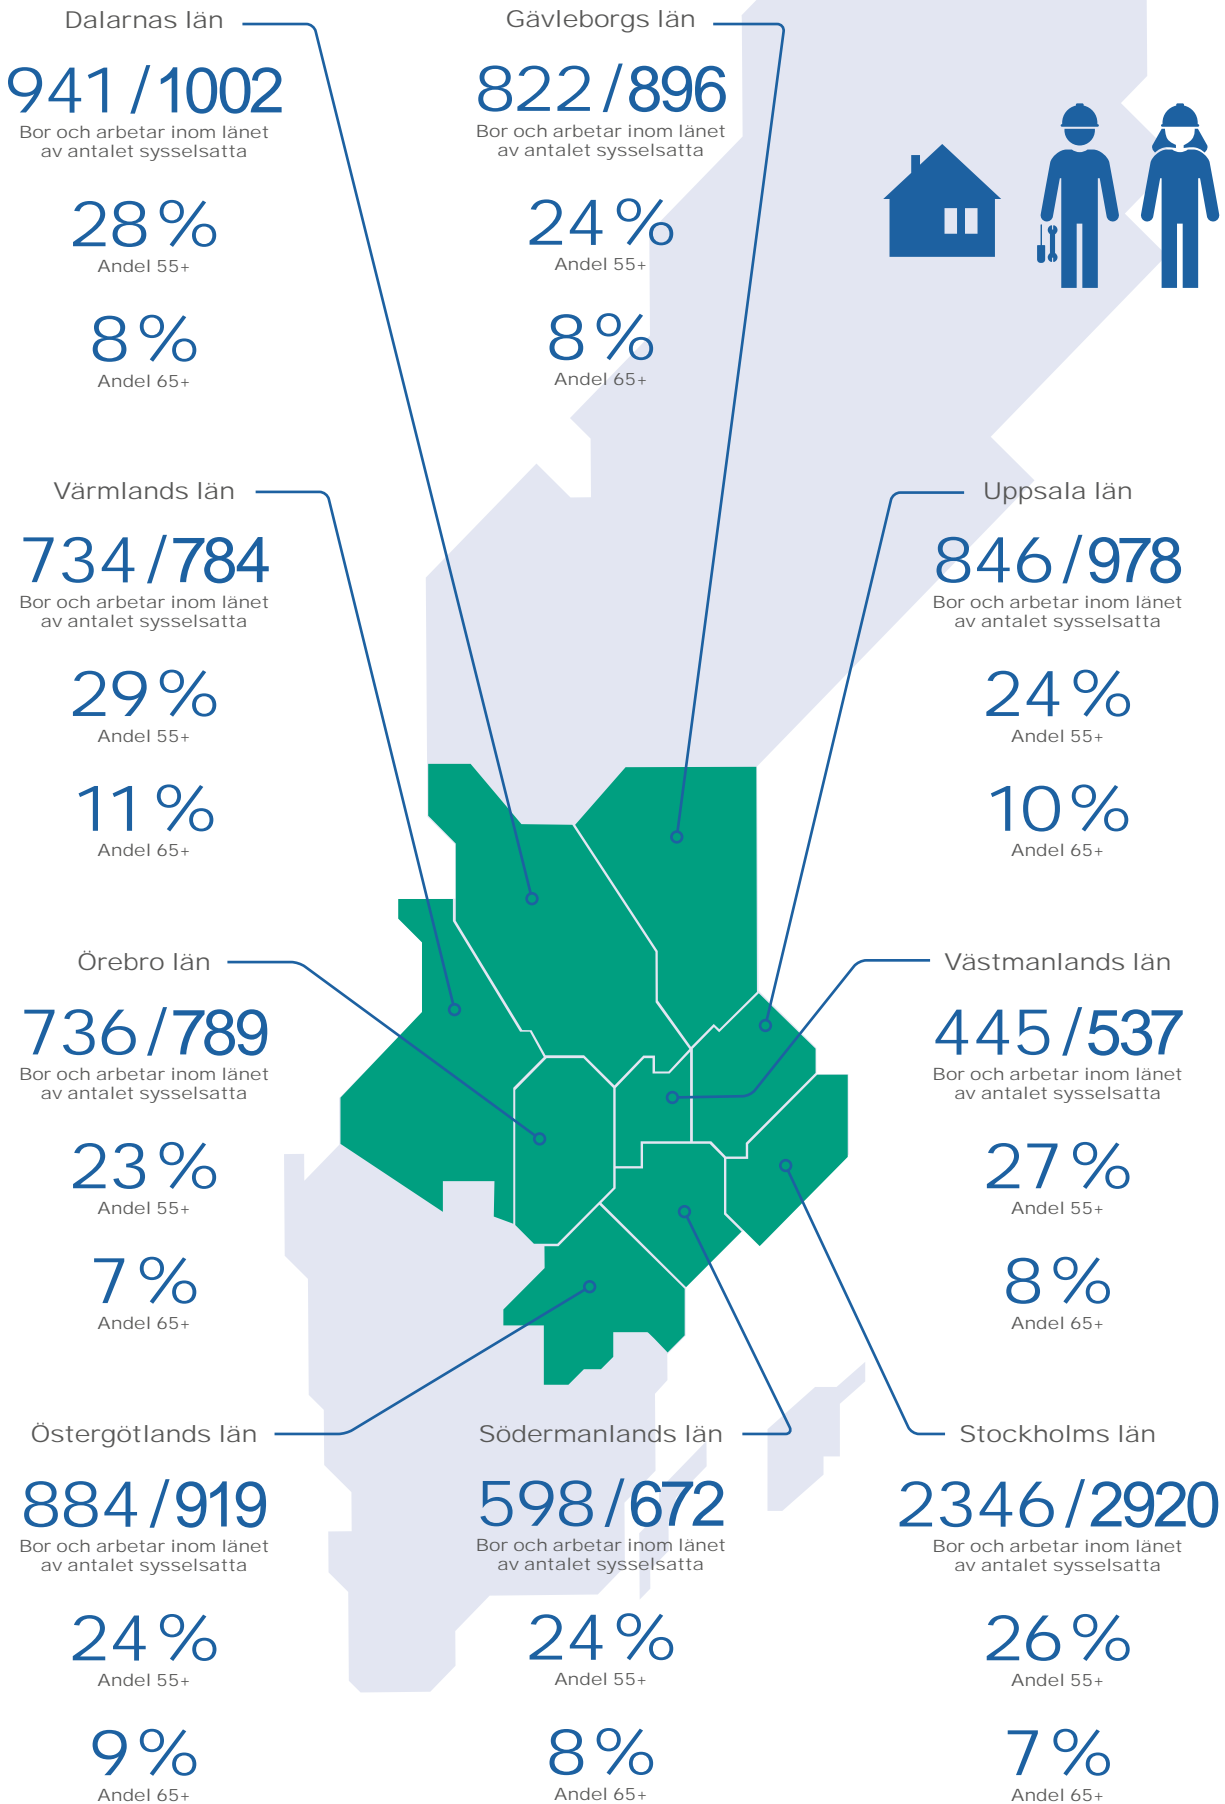 Dalarnas län
941/1002
Bor och arbetar inom länet
av antalet sysselsatta
28%
Andel 55+
8%
Andel 65+
Gävleborgs län
822/896
Bor och arbetar inom länet
av antalet sysselsatta
24%
Andel 55+
8%
Andel 65+
Värmlands län
734/784
Bor och arbetar inom länet
av antalet sysselsatta
29%
Andel 55+
11%
Andel 65+
Uppsala län
846/978
Bor och arbetar inom länet
av antalet sysselsatta
24%
Andel 55+
10%
Andel 65+
Örebro län
736/789
Bor och arbetar inom länet
av antalet sysselsatta
23%
Andel 55+
7%
Andel 65+
Västmanlands län
445/537
Bor och arbetar inom länet
av antalet sysselsatta
27%
Andel 55+
8%
Andel 65+
Östergötlands län
884/919
Bor och arbetar inom länet
av antalet sysselsatta
24%
Andel 55+
9%
Andel 65+
Södermanlands län
598/672
Bor och arbetar inom länet
av antalet sysselsatta
24%
Andel 55+
8%
Andel 65+
Stockholms län
2346/2920
Bor och arbetar inom länet
av antalet sysselsatta
26%
Andel 55+
7%
Andel 65+